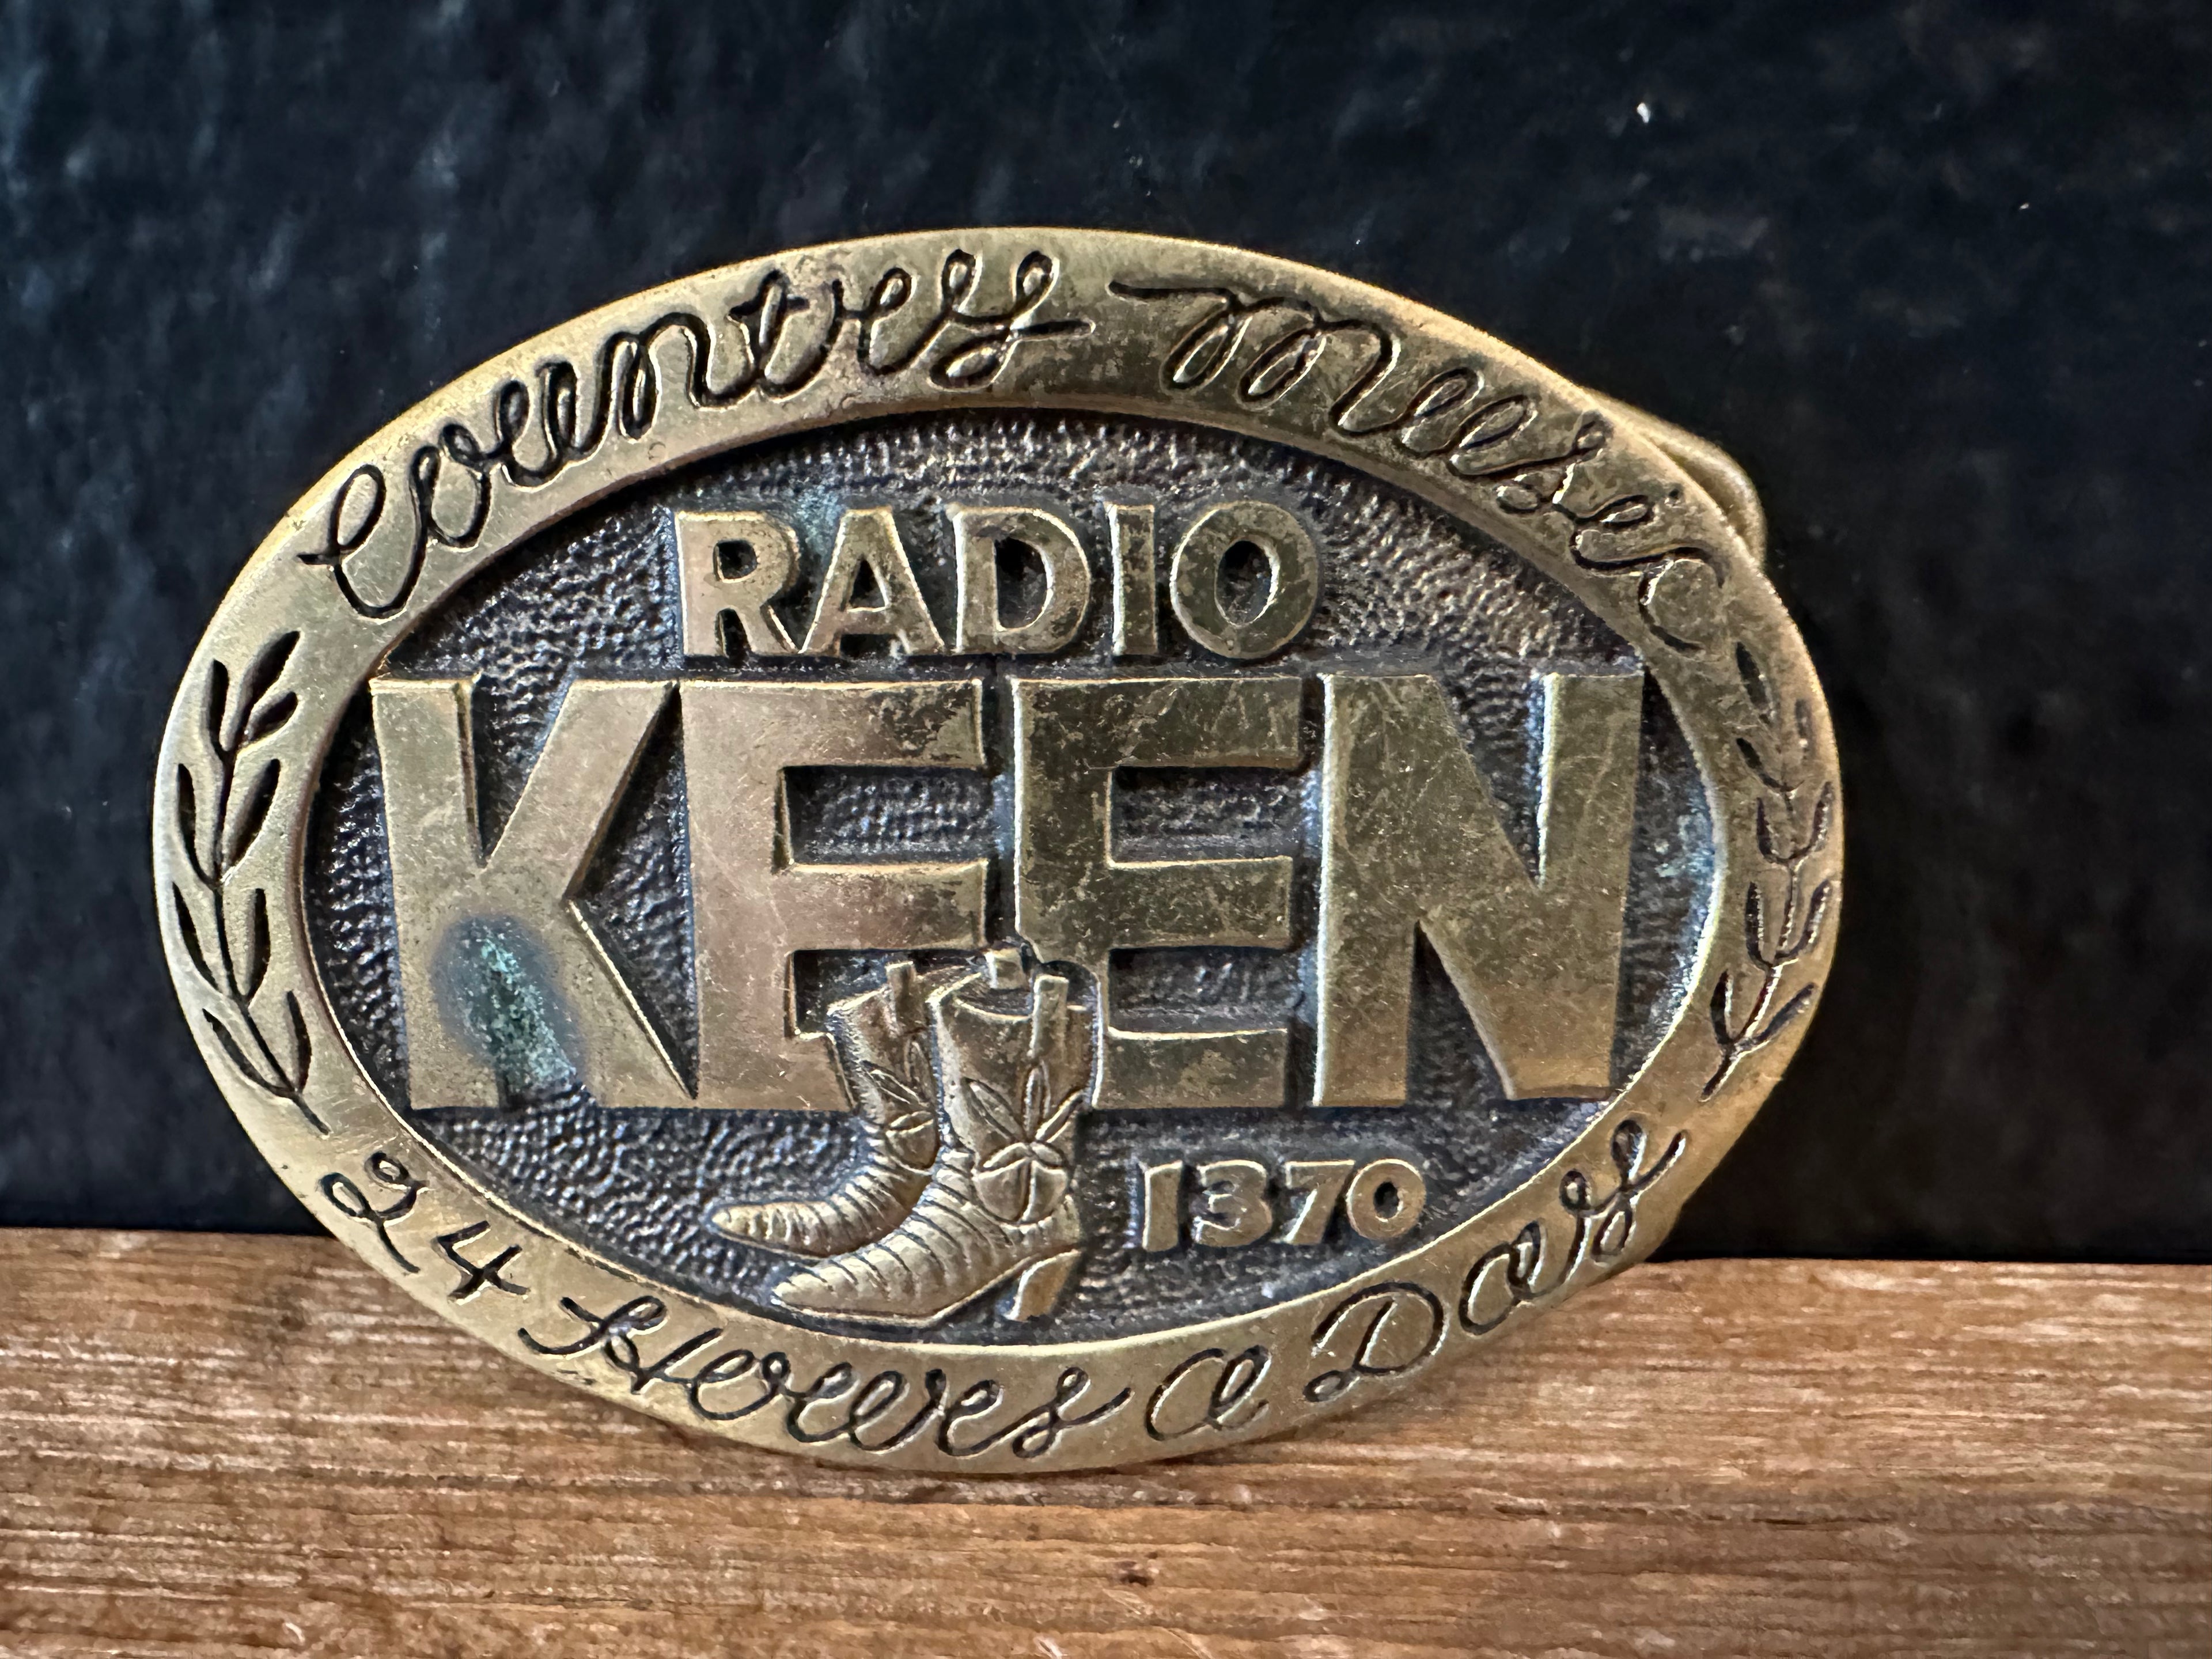 Country Music
RADIO
KEEN
1370
24 Hours a Day